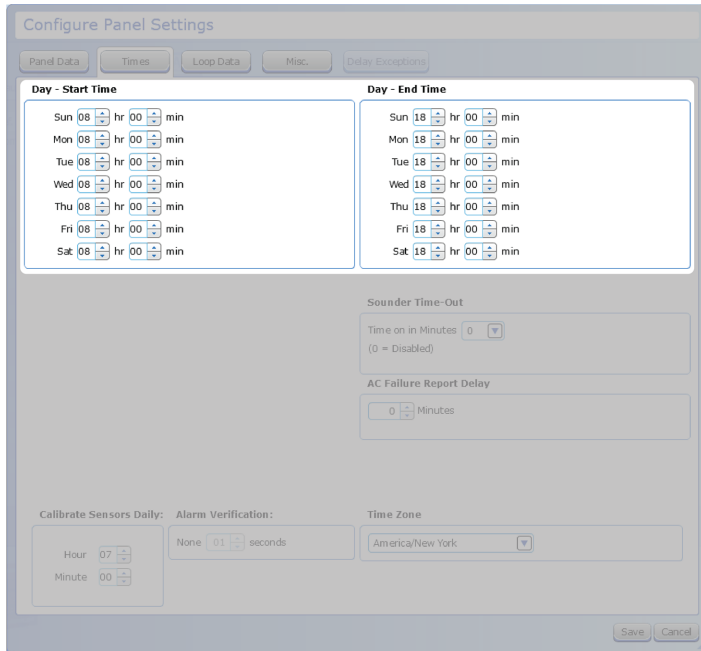 Configure Panel Settings
Panel Data Times Loop Data Misc. Delay Exceptions
Day - Start Time
Sun 08 hr 00 min
Mon 08 hr 00 min
Tue 08 hr 00 min
Wed 08 hr 00 min
Thu 08 hr 00 min
Fri 08 hr 00 min
Sat 08 hr 00 min
Day - End Time
Sun 18 hr 00 min
Mon 18 hr 00 min
Tue 18 hr 00 min
Wed 18 hr 00 min
Thu 18 hr 00 min
Fri 18 hr 00 min
Sat 18 hr 00 min
Sounder Time-Out
Time on in Minutes 0
(0 = Disabled)
AC Failure Report Delay
0 Minutes
Calibrate Sensors Daily:
Hour 07
Minute 00
Alarm Verification:
None 01 seconds
Time Zone
America/New York
Save Cancel